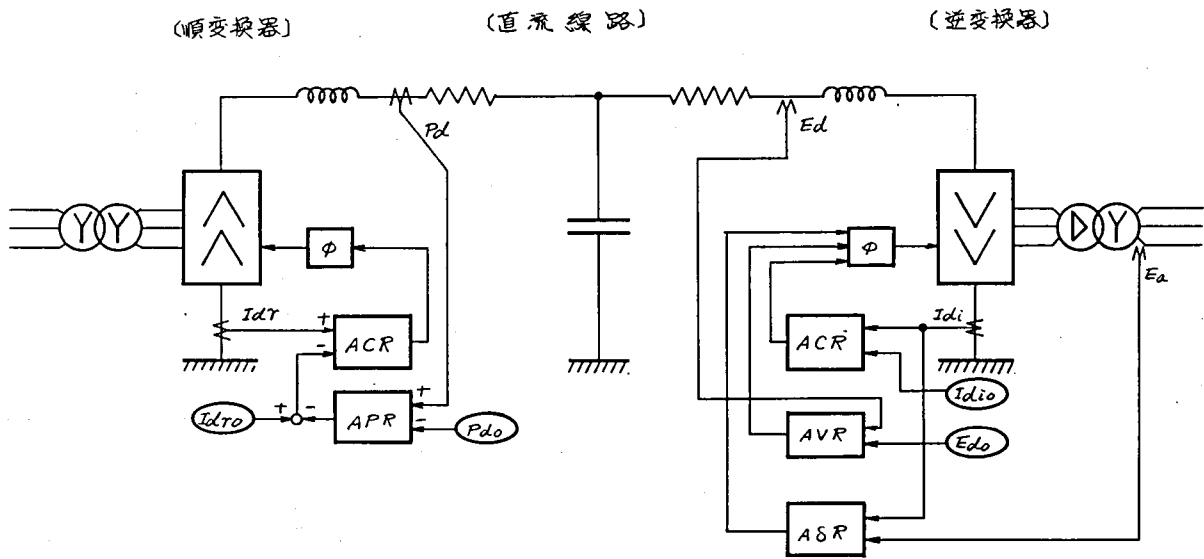 (順変換器)
(直流線路)
(逆変換器)
Pd
Ed
Y Y
Φ
Φ
Δ Y
Ea
Idr
+
-
ACR
Idi
ACR
Idio
Idro
+
-
APR
+
-
Pdo
AVR
Edo
AδR